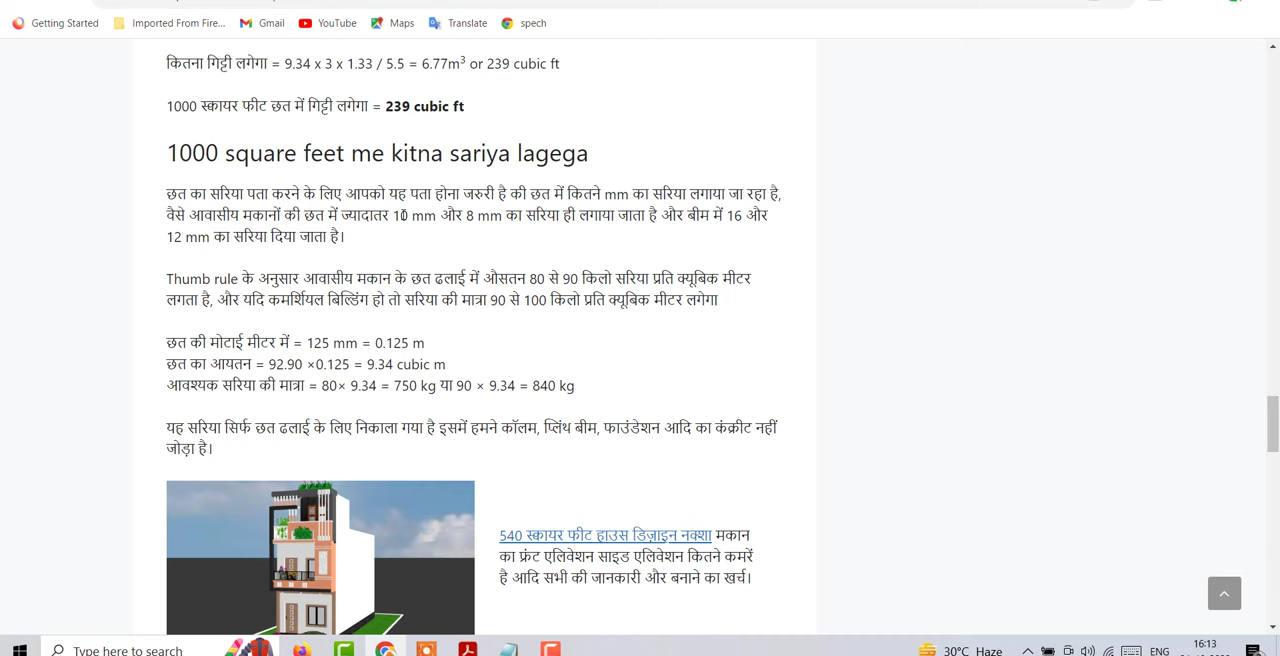 Getting Started Imported From Fire... Gmail YouTube Maps Translate spech
कितना गिट्टी लगेगा = 9.34 x 3 x 1.33 / 5.5 = 6.77m³ or 239 cubic ft
1000 स्क्वायर फीट छत में गिट्टी लगेगा = 239 cubic ft
1000 square feet me kitna sariya lagega
छत का सरिया पता करने के लिए आपको यह पता होना जरुरी है की छत में कितने mm का सरिया लगाया जा रहा है,
वैसे आवासीय मकानों की छत में ज्यादातर 10 mm और 8 mm का सरिया ही लगाया जाता है और बीम में 16 और
12 mm का सरिया दिया जाता है।
Thumb rule के अनुसार आवासीय मकान के छत ढलाई में औसतन 80 से 90 किलो सरिया प्रति क्यूबिक मीटर
लगता है, और यदि कमर्शियल बिल्डिंग हो तो सरिया की मात्रा 90 से 100 किलो प्रति क्यूबिक मीटर लगेगा
छत की मोटाई मीटर में = 125 mm = 0.125 m
छत का आयतन = 92.90 ×0.125 = 9.34 cubic m
आवश्यक सरिया की मात्रा = 80× 9.34 = 750 kg या 90 × 9.34 = 840 kg
यह सरिया सिर्फ छत ढलाई के लिए निकाला गया है इसमें हमने कॉलम, प्लिंथ बीम, फाउंडेशन आदि का कंक्रीट नहीं
जोड़ा है।
540 स्क्वायर फीट हाउस डिज़ाइन नक्शा मकान
का फ्रंट एलिवेशन साइड एलिवेशन कितने कमरें
है आदि सभी की जानकारी और बनाने का खर्च।
Type here to search 30°C Haze ENG 16:13